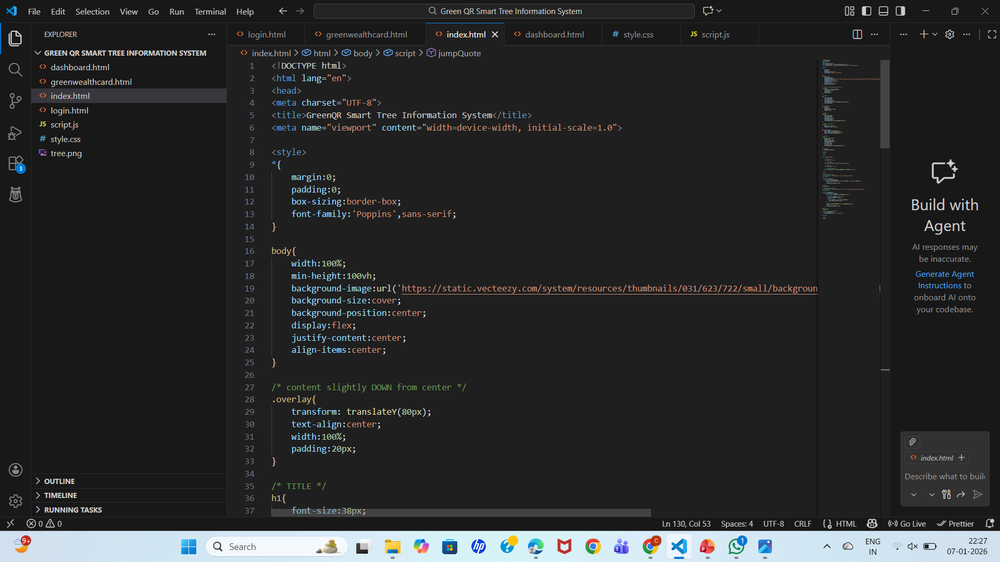 File Edit Selection View Go Run Terminal Help
Green QR Smart Tree Information System
EXPLORER
GREEN QR SMART TREE INFORMATION SYSTEM
dashboard.html
greenwealthcard.html
index.html
login.html
JS script.js
# style.css
tree.png
3
OUTLINE
TIMELINE
RUNNING TASKS
login.html
greenwealthcard.html
index.html
dashboard.html
# style.css
JS script.js
index.html > html > body > script > jumpQuote
1 <!DOCTYPE html>
2 <html lang="en">
3 <head>
4 <meta charset="UTF-8">
5 <title>GreenQR Smart Tree Information System</title>
6 <meta name="viewport" content="width=device-width, initial-scale=1.0">
7
8 <style>
9 *{
10 margin:0;
11 padding:0;
12 box-sizing:border-box;
13 font-family:'Poppins',sans-serif;
14 }
15
16 body{
17 width:100%;
18 min-height:100vh;
19 background-image:url('https://static.vecteezy.com/system/resources/thumbnails/031/623/722/small/backgroun
20 background-size:cover;
21 background-position:center;
22 display:flex;
23 justify-content:center;
24 align-items:center;
25 }
26
27 /* content slightly DOWN from center */
28 .overlay{
29 transform: translateY(80px);
30 text-align:center;
31 width:100%;
32 padding:20px;
33 }
34
35 /* TITLE */
36 h1{
37 font-size:38px;
Build with
Agent
AI responses may
be inaccurate.
Generate Agent
Instructions to
onboard AI onto
your codebase.
index.html
Describe what to buil
0 0
Ln 130, Col 53 Spaces: 4 UTF-8 CRLF {} HTML Go Live Prettier
9+
Search
hp
C
P
1
ENG
IN
22:27
07-01-2026